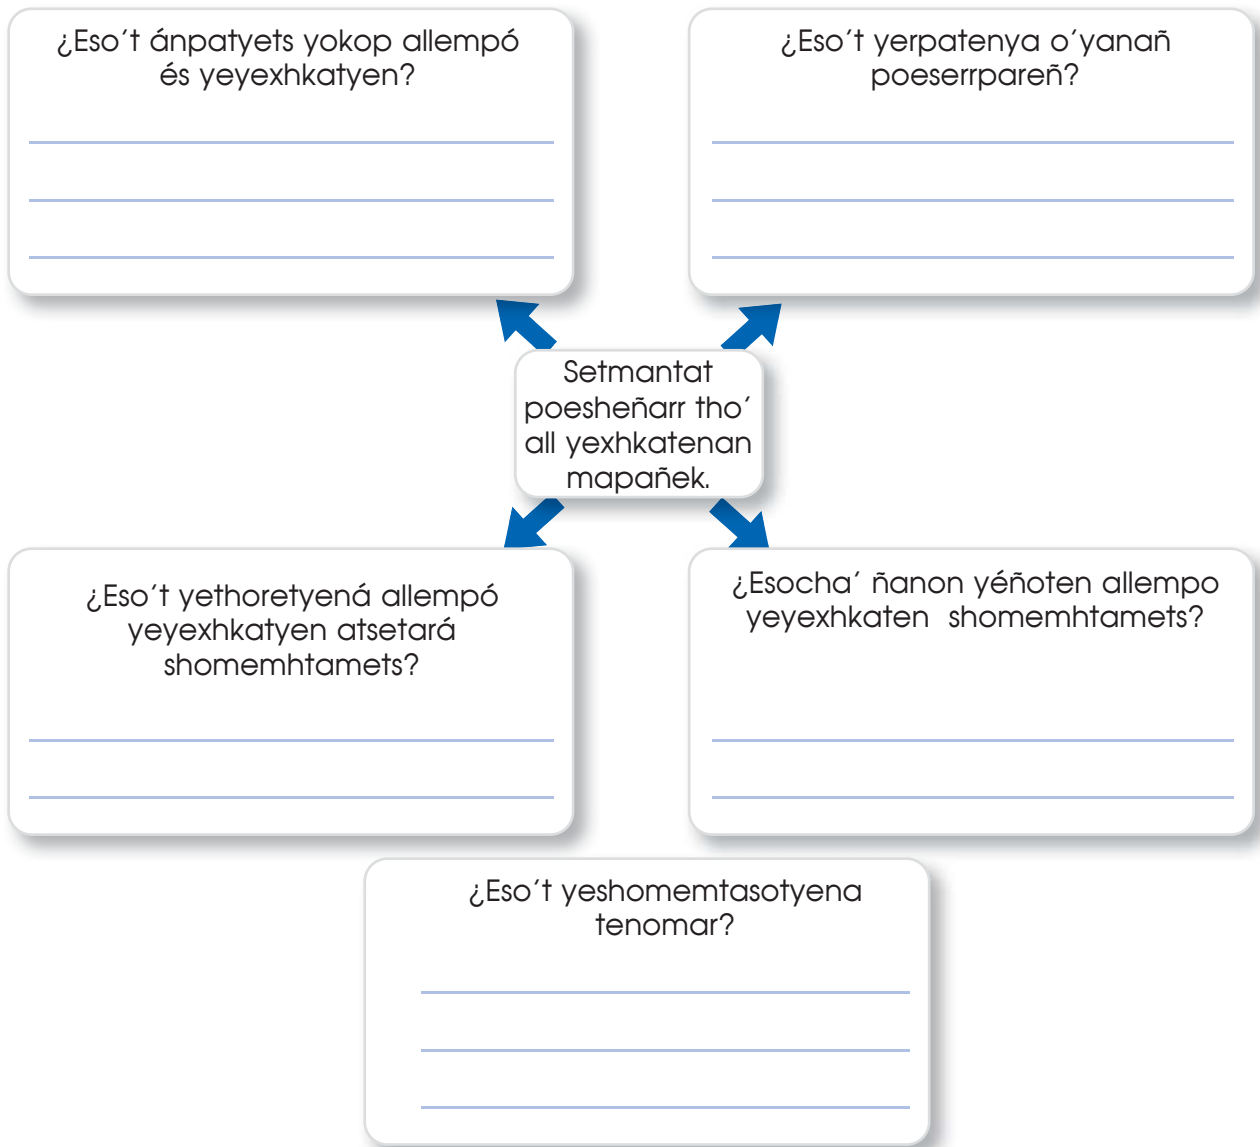 ¿Eso´t ánpatyets yokop allempó
és yeyexhkatyen?
¿Eso´t yerpatenya o´yanañ
poeserrpareñ?
Setmantat
poesheñarr tho´
all yexhkatenan
mapañek.
¿Eso´t yethoretyená allempó
yeyexhkatyen atsetará
shomemhtamets?
¿Esocha´ ñanon yéñoten allempo
yeyexhkaten shomemhtamets?
¿Eso´t yeshomemtasotyena
tenomar?